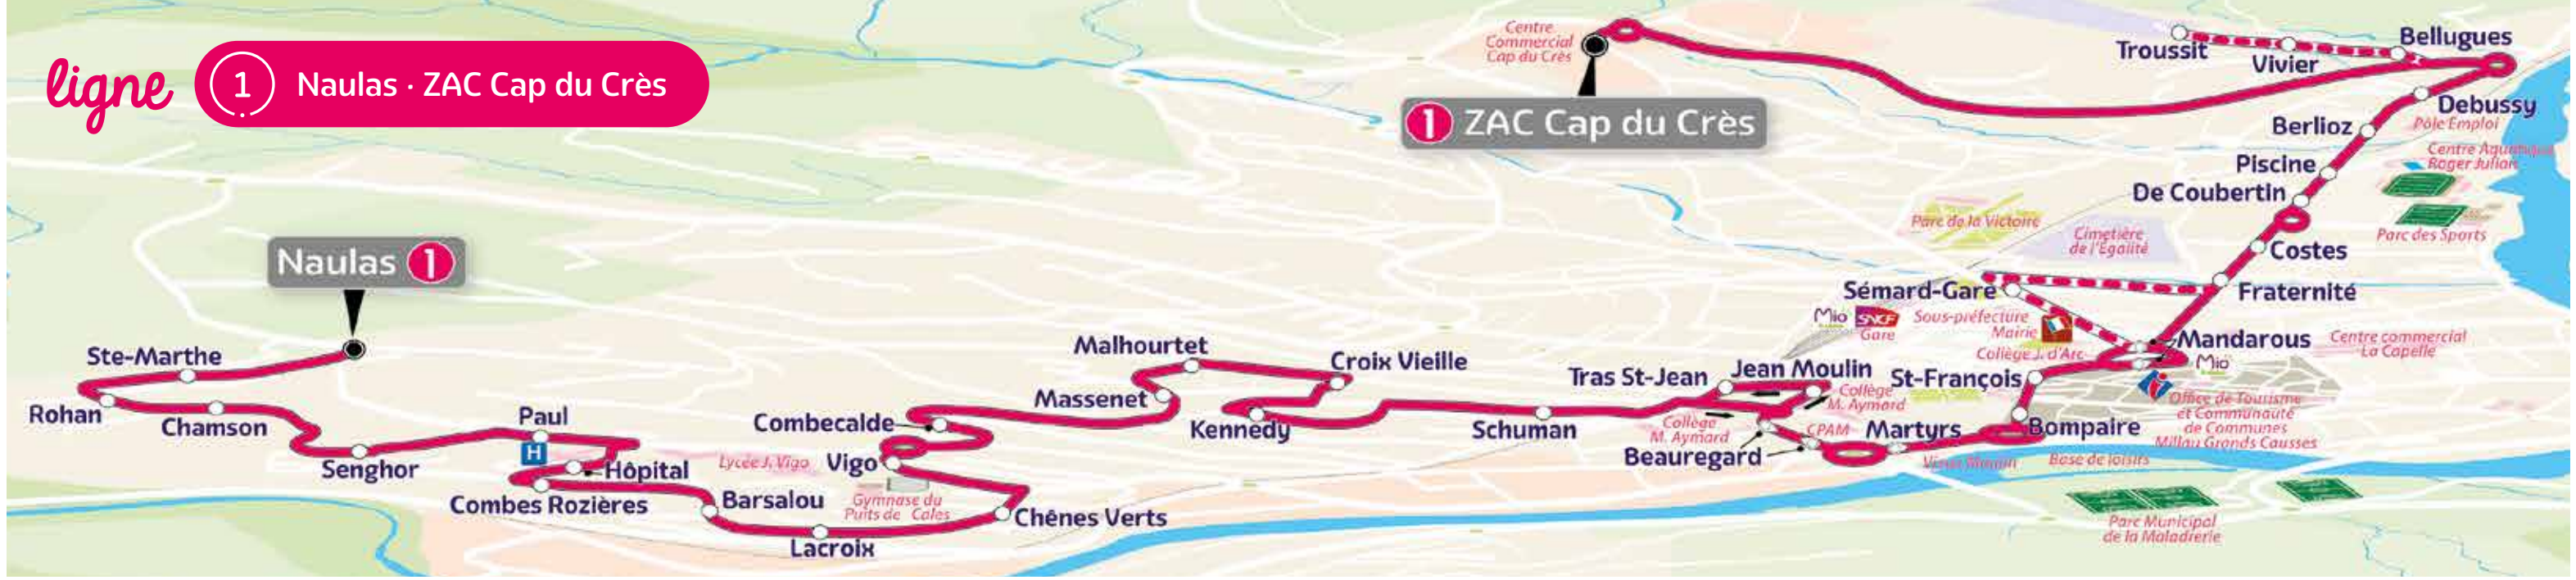 ligne 1 Naulas · ZAC Cap du Crès
Centre
Commercial
Cap du Crès
1 ZAC Cap du Crès
Troussit
Vivier
Bellugues
Debussy
Pôle Emploi
Berlioz
Centre Aquatique
Roger Julian
Piscine
De Coubertin
Parc des Sports
Parc de la Victoire
Cimetière
de l'Égalité
Costes
Naulas 1
Sémard-Gare
Fraternité
Mio
SNCF
Gare
Sous-préfecture
Mairie
Collège J. d'Arc
Mandarous
Mio
Centre commercial
La Capelle
Ste-Marthe
Rohan
Chamson
Senghor
Paul
H
Hôpital
Combes Rozières
Lycée J. Vigo
Barsalou
Lacroix
Gymnase du
Puits de Cales
Vigo
Combecalde
Chênes Verts
Massenet
Malhourtet
Croix Vieille
Kennedy
Schuman
Tras St-Jean
Jean Moulin
Collège
M. Aymard
Collège
M. Aymard
Beauregard
CPAM
Martyrs
St-François
Bompaire
Office de Tourisme
et Communauté
de Communes
Millau Grands Causses
Vieux Moulin
Base de loisirs
Parc Municipal
de la Maladrerie